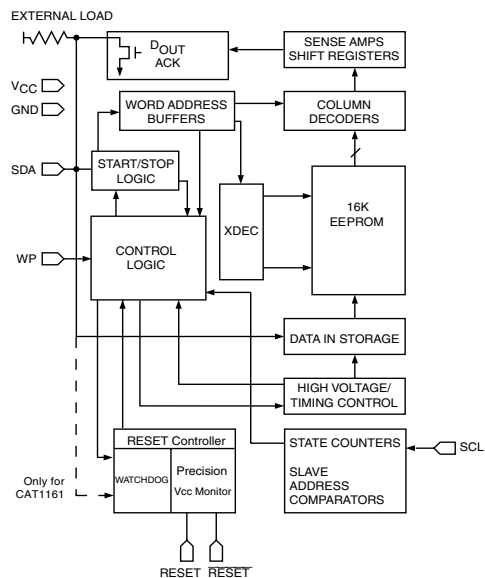 EXTERNAL LOAD
DOUT
ACK
SENSE AMPS
SHIFT REGISTERS
VCC
GND
WORD ADDRESS
BUFFERS
COLUMN
DECODERS
SDA
START/STOP
LOGIC
XDEC
16K
EEPROM
WP
CONTROL
LOGIC
DATA IN STORAGE
HIGH VOLTAGE/
TIMING CONTROL
RESET Controller
WATCHDOG
Precision
Vcc Monitor
STATE COUNTERS
SLAVE
ADDRESS
COMPARATORS
SCL
Only for
CAT1161
RESET RESET